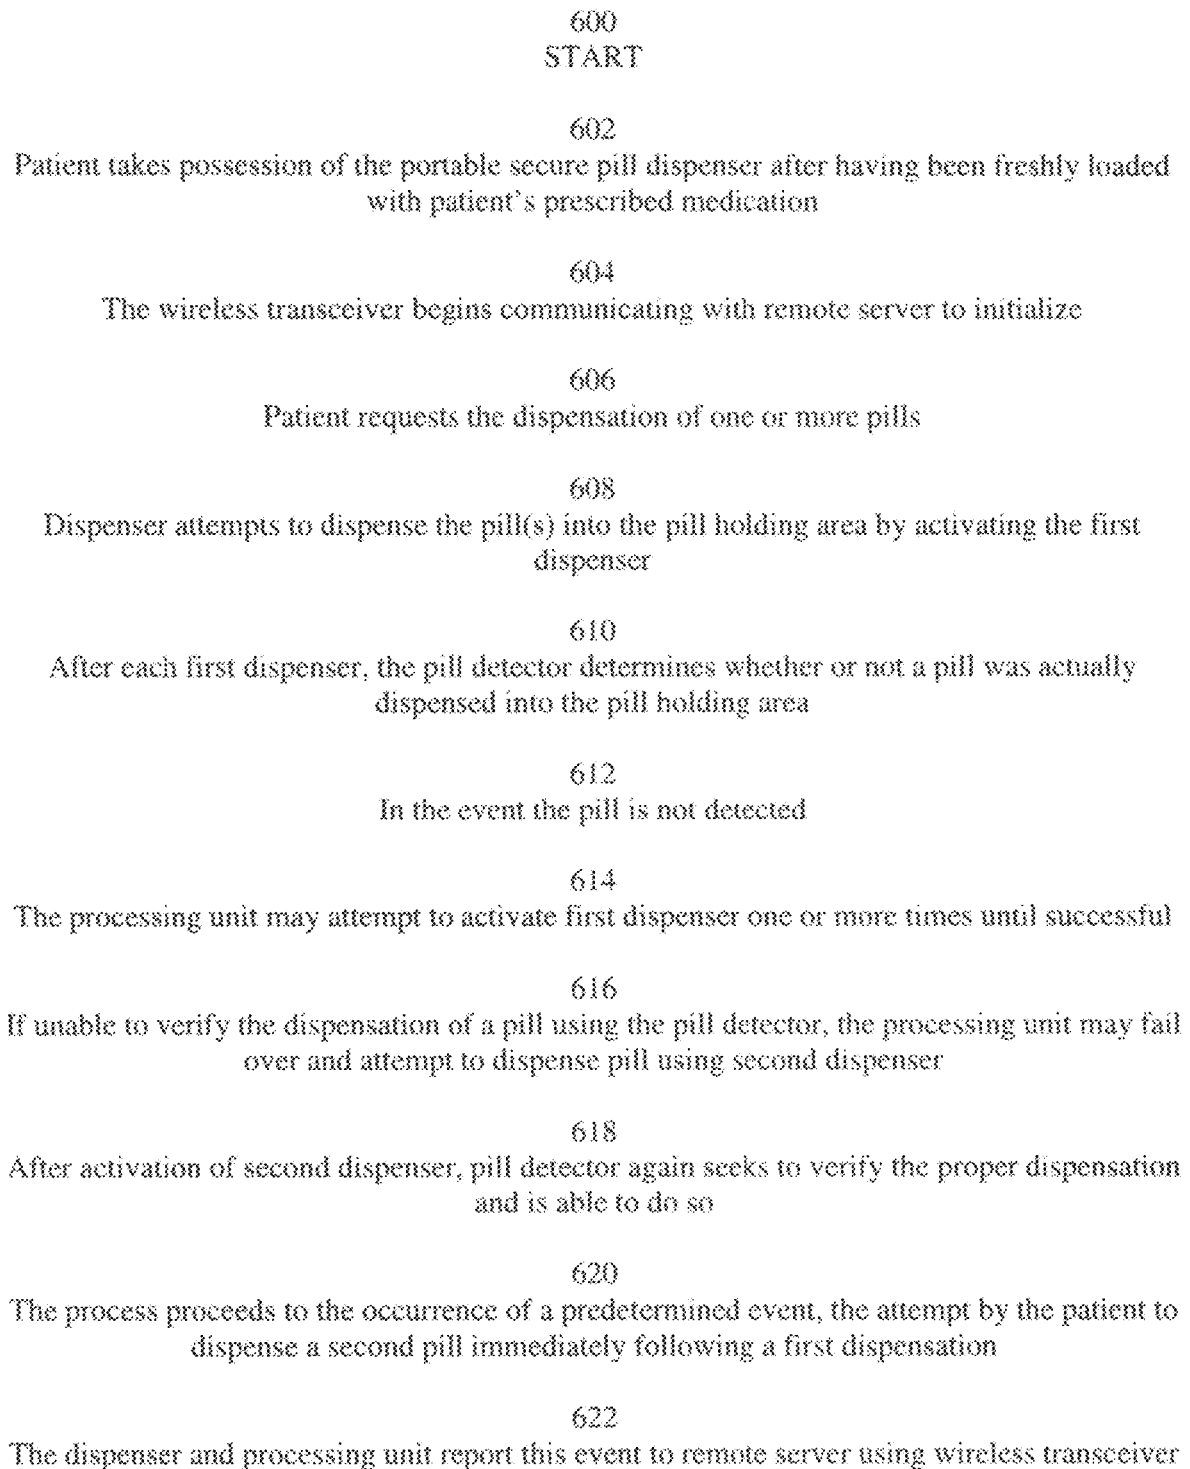 600
START
602
Patient takes possession of the portable secure pill dispenser after having been freshly loaded
with patient's prescribed medication
604
The wireless transceiver begins communicating with remote server to initialize
606
Patient requests the dispensation of one or more pills
608
Dispenser attempts to dispense the pill(s) into the pill holding area by activating the first
dispenser
610
After each first dispenser, the pill detector determines whether or not a pill was actually
dispensed into the pill holding area
612
In the event the pill is not detected
614
The processing unit may attempt to activate first dispenser one or more times until successful
616
If unable to verify the dispensation of a pill using the pill detector, the processing unit may fail
over and attempt to dispense pill using second dispenser
618
After activation of second dispenser, pill detector again seeks to verify the proper dispensation
and is able to do so
620
The process proceeds to the occurrence of a predetermined event, the attempt by the patient to
dispense a second pill immediately following a first dispensation
622
The dispenser and processing unit report this event to remote server using wireless transceiver